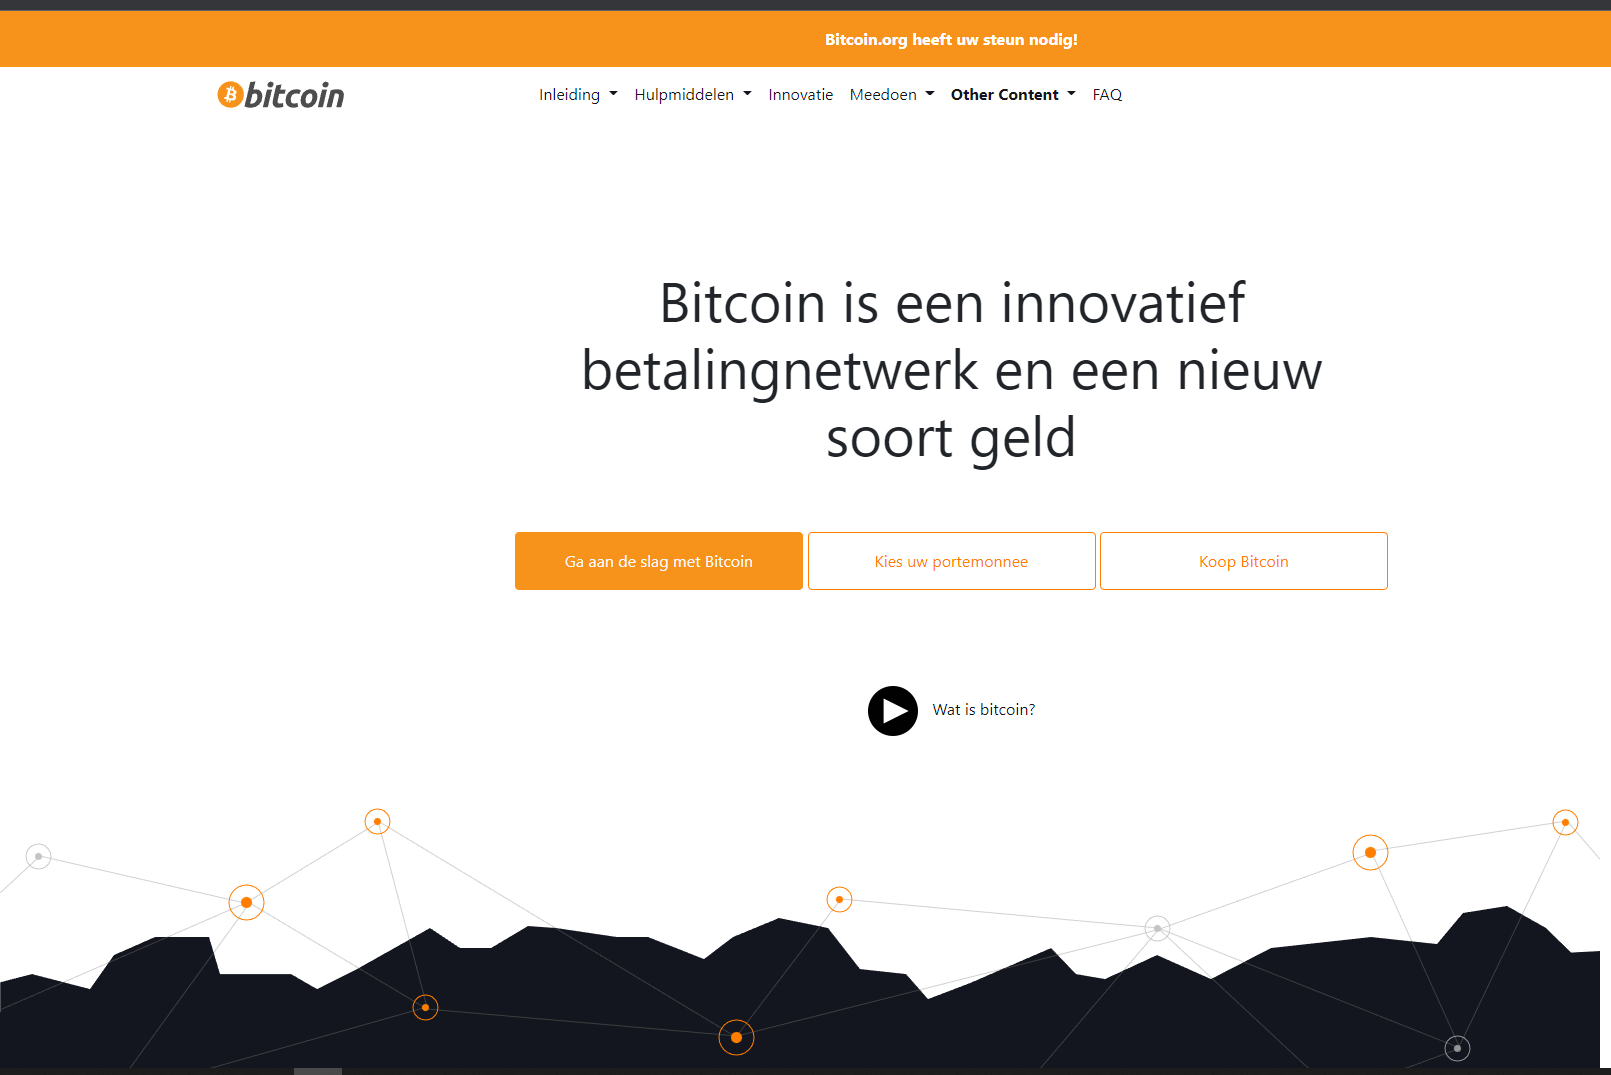 Bitcoin.org heeft uw steun nodig!
bitcoin
Inleiding Hulpmiddelen Innovatie Meedoen Other Content FAQ
Bitcoin is een innovatief
betalingnetwerk en een nieuw
soort geld
Ga aan de slag met Bitcoin Kies uw portemonnee Koop Bitcoin
Wat is bitcoin?